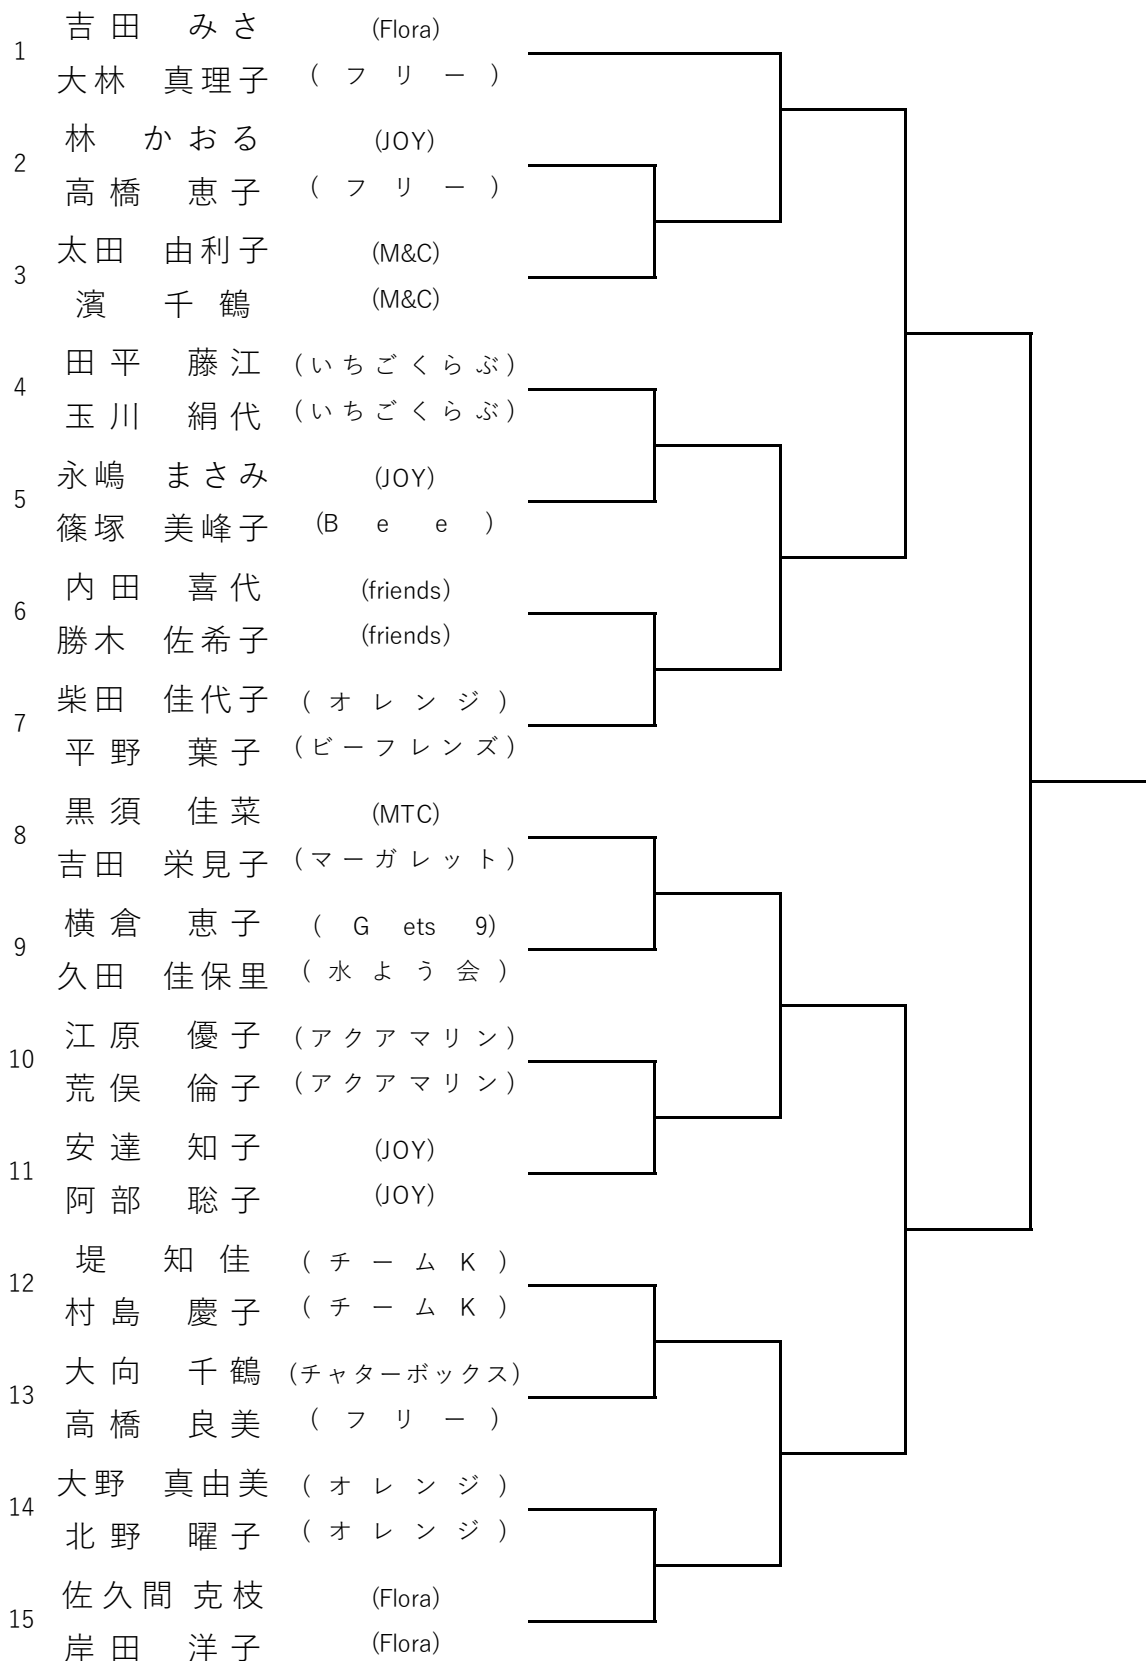 吉田 みさ (Flora)
1
大林 真理子 (フリー)
林 かおる (JOY)
2
高橋 恵子 (フリー)
太田 由利子 (M&C)
3
濱 千鶴 (M&C)
田平 藤江 (いちごくらぶ)
4
玉川 絹代 (いちごくらぶ)
永嶋 まさみ (JOY)
5
篠塚 美峰子 (Bee)
内田 喜代 (friends)
6
勝木 佐希子 (friends)
柴田 佳代子 (オレンジ)
7
平野 葉子 (ビーフレンズ)
黒須 佳菜 (MTC)
8
吉田 栄見子 (マーガレット)
横倉 恵子 (Gets 9)
9
久田 佳保里 (水よう会)
江原 優子 (アクアマリン)
10
荒俣 倫子 (アクアマリン)
安達 知子 (JOY)
11
阿部 聡子 (JOY)
堤 知佳 (チームK)
12
村島 慶子 (チームK)
大向 千鶴 (チャターボックス)
13
高橋 良美 (フリー)
大野 真由美 (オレンジ)
14
北野 曜子 (オレンジ)
佐久間 克枝 (Flora)
15
岸田 洋子 (Flora)